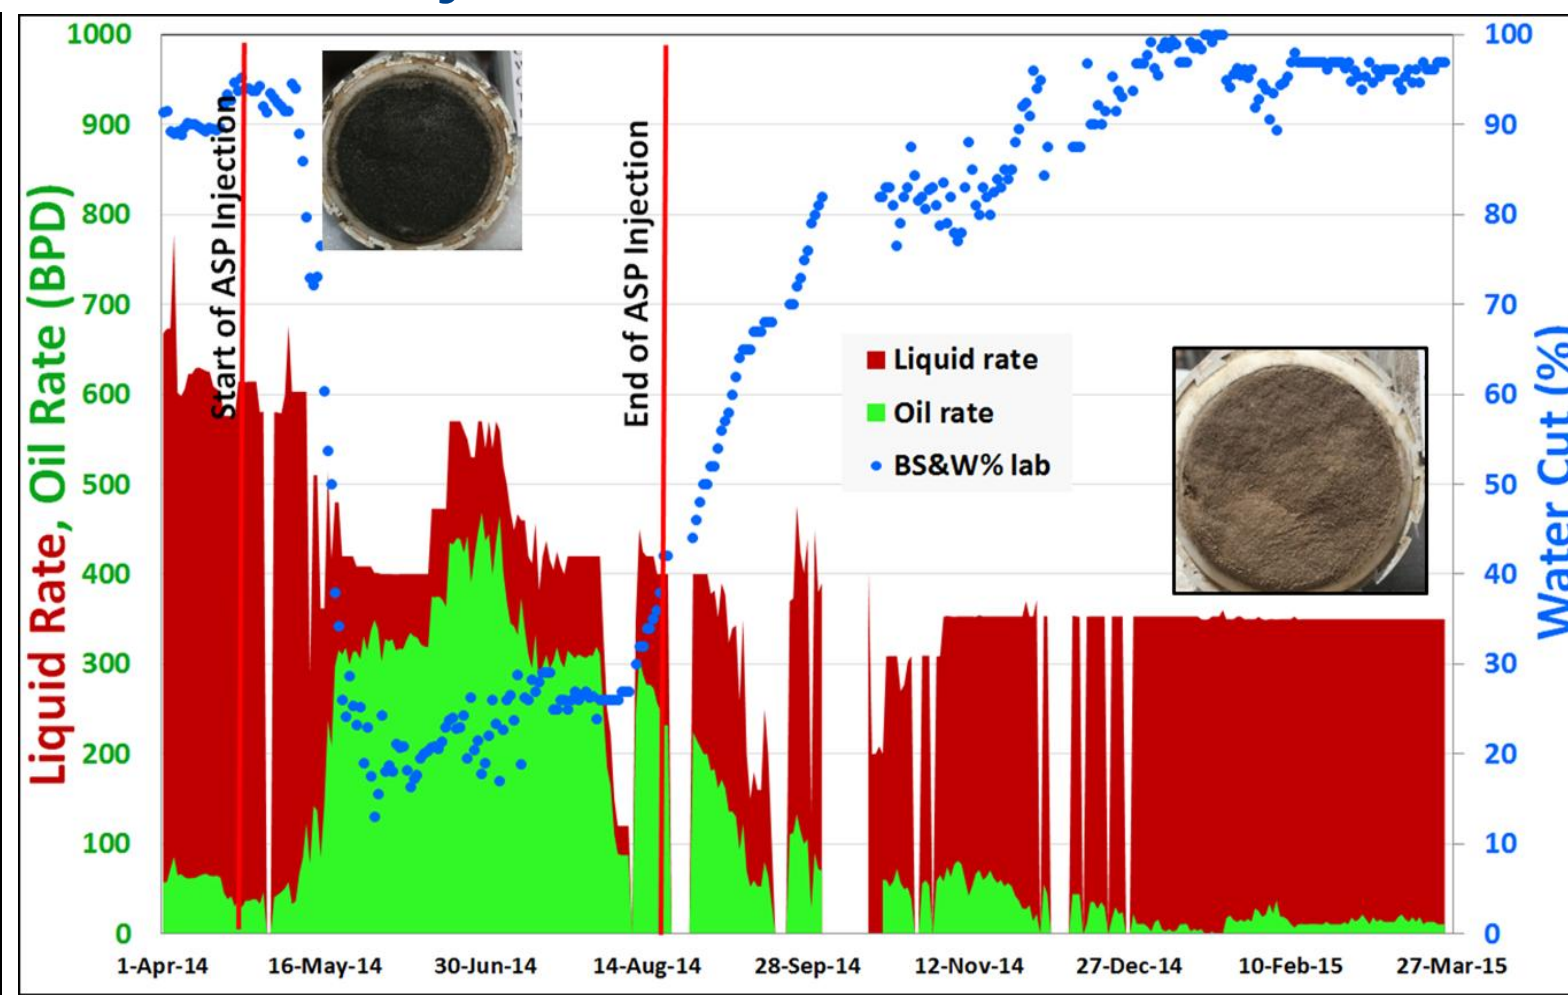 1000
900
800
700
600
500
400
300
200
100
0
Liquid Rate, Oil Rate (BPD)
Start of ASP Injection
End of ASP Injection
Liquid rate
Oil rate
BS&W% lab
100
90
80
70
60
50
40
30
20
10
0
Water Cut (%)
1-Apr-14 16-May-14 30-Jun-14 14-Aug-14 28-Sep-14 12-Nov-14 27-Dec-14 10-Feb-15 27-Mar-15